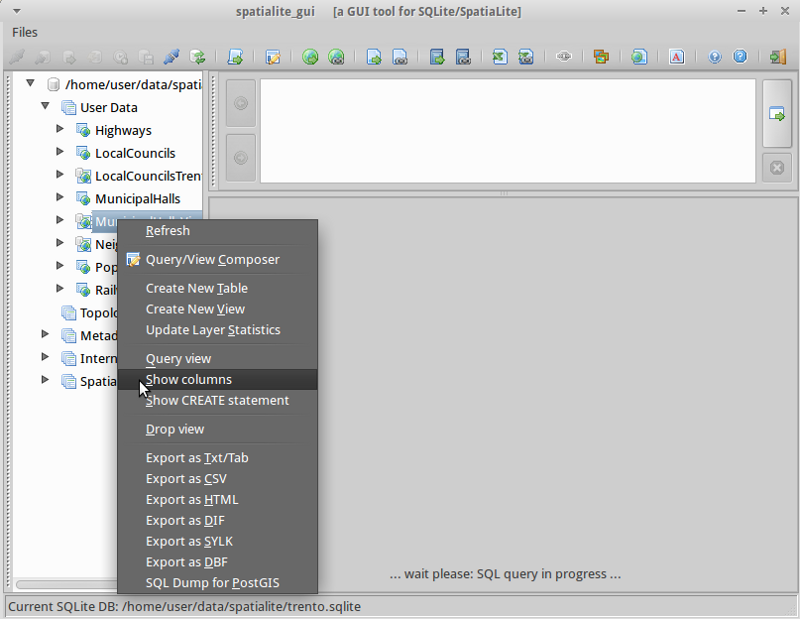 spatialite_gui [a GUI tool for SQLite/SpatiaLite]
Files
/home/user/data/spati
User Data
Highways
LocalCouncils
LocalCouncilsTren
MunicipalHalls
Nei
Pop
Rail
Topolo
Metad
Intern
Spatia
Refresh
Query/View Composer
Create New Table
Create New View
Update Layer Statistics
Query view
Show columns
Show CREATE statement
Drop view
Export as Txt/Tab
Export as CSV
Export as HTML
Export as DIF
Export as SYLK
Export as DBF
SQL Dump for PostGIS
... wait please: SQL query in progress ...
Current SQLite DB: /home/user/data/spatialite/trento.sqlite